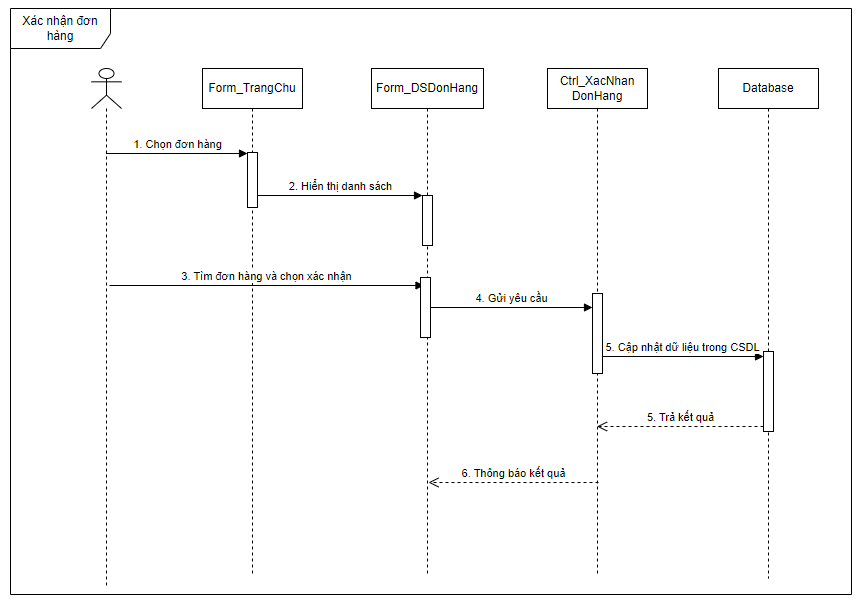 Xác nhận đơn
hàng
Form_TrangChu
Form_DSDonHang
Ctrl_XacNhan
DonHang
Database
1. Chọn đơn hàng
2. Hiển thị danh sách
3. Tìm đơn hàng và chọn xác nhận
4. Gửi yêu cầu
5. Cập nhật dữ liệu trong CSDL
5. Trả kết quả
6. Thông báo kết quả